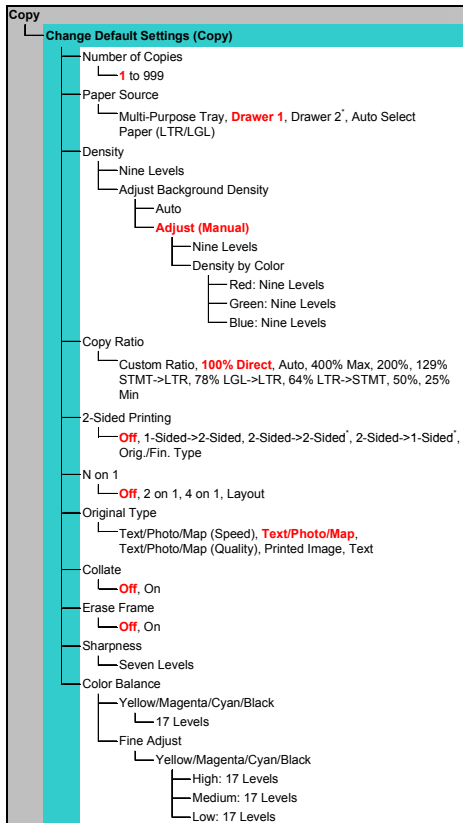 Copy
Change Default Settings (Copy)
Number of Copies
1 to 999
Paper Source
Multi-Purpose Tray, Drawer 1, Drawer 2*, Auto Select
Paper (LTR/LGL)
Density
Nine Levels
Adjust Background Density
Auto
Adjust (Manual)
Nine Levels
Density by Color
Red: Nine Levels
Green: Nine Levels
Blue: Nine Levels
Copy Ratio
Custom Ratio, 100% Direct, Auto, 400% Max, 200%, 129%
STMT->LTR, 78% LGL->LTR, 64% LTR->STMT, 50%, 25%
Min
2-Sided Printing
Off, 1-Sided->2-Sided, 2-Sided->2-Sided*, 2-Sided->1-Sided*,
Orig./Fin. Type
N on 1
Off, 2 on 1, 4 on 1, Layout
Original Type
Text/Photo/Map (Speed), Text/Photo/Map,
Text/Photo/Map (Quality), Printed Image, Text
Collate
Off, On
Erase Frame
Off, On
Sharpness
Seven Levels
Color Balance
Yellow/Magenta/Cyan/Black
17 Levels
Fine Adjust
Yellow/Magenta/Cyan/Black
High: 17 Levels
Medium: 17 Levels
Low: 17 Levels